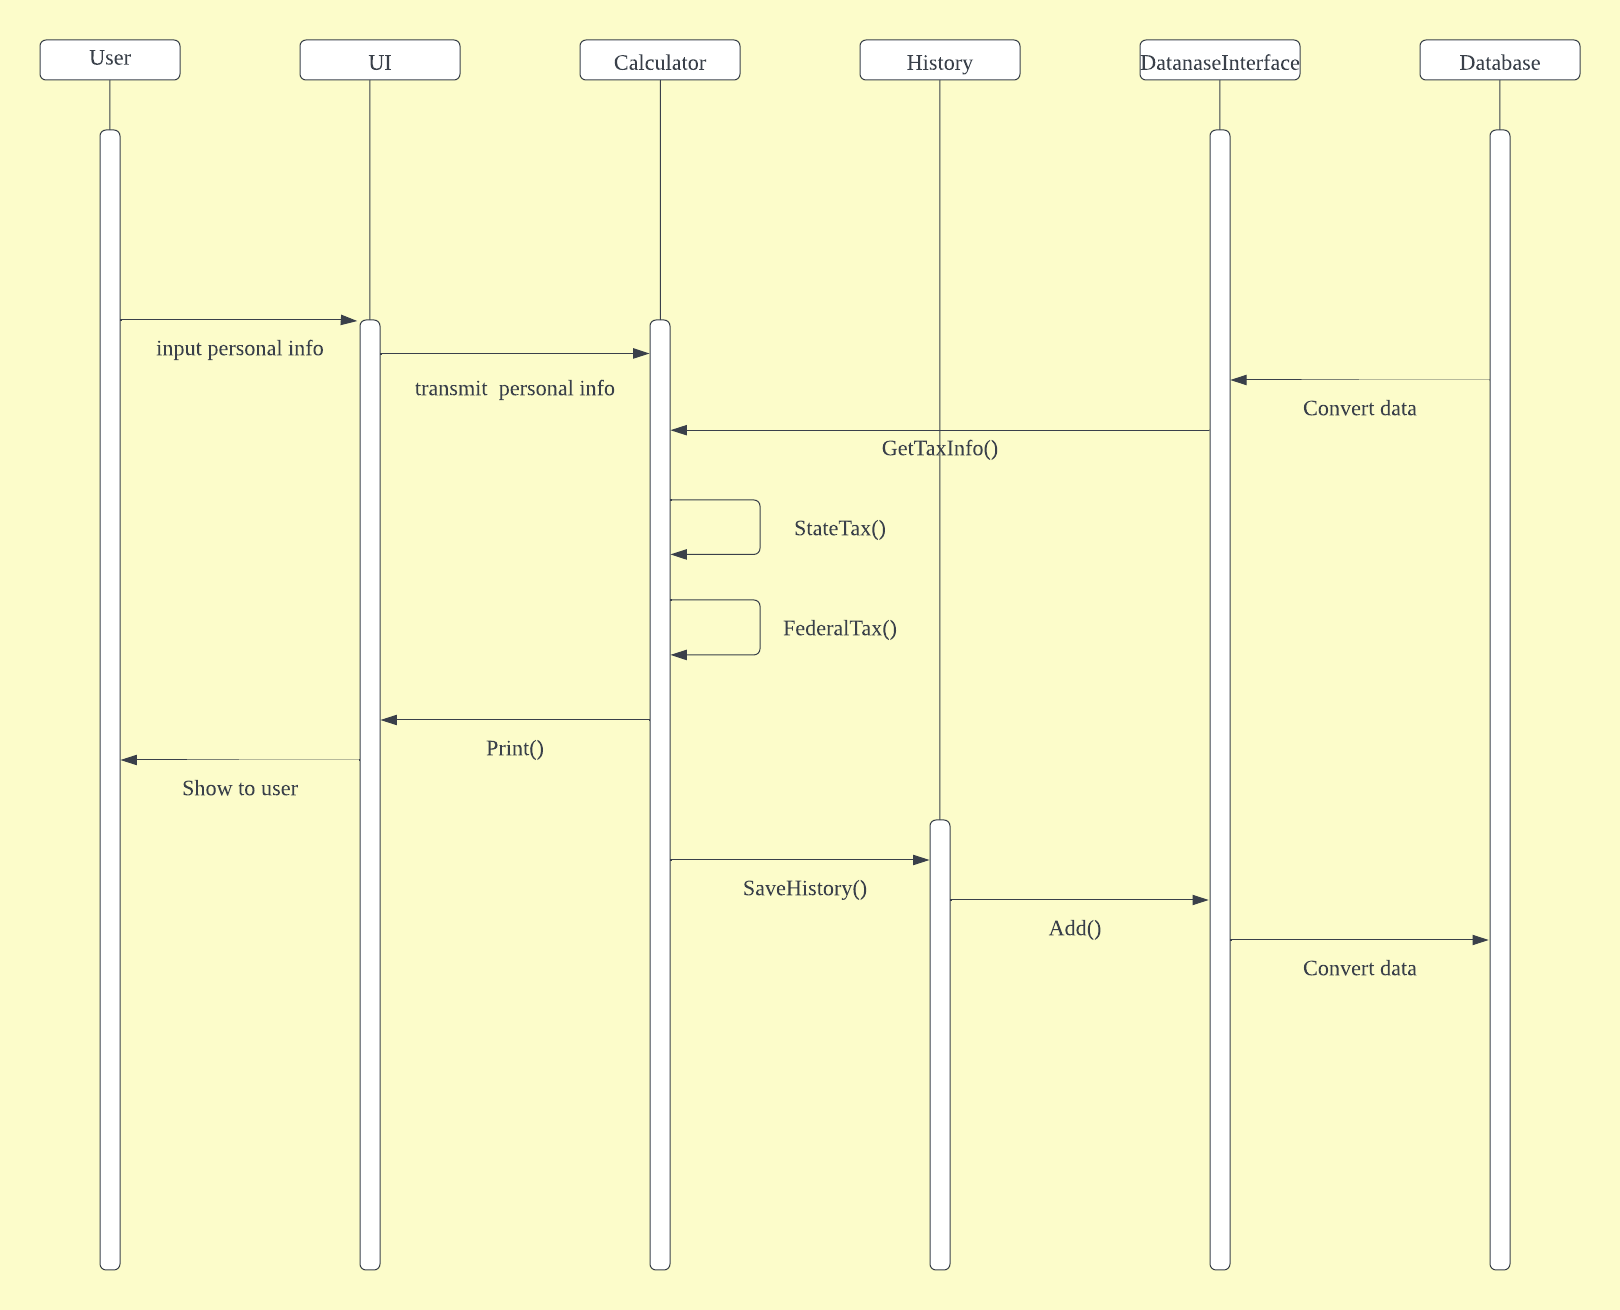 User
UI
Calculator
History
DatanaseInterface
Database
input personal info
transmit  personal info
Convert data
GetTaxInfo()
StateTax()
FederalTax()
Print()
Show to user
SaveHistory()
Add()
Convert data